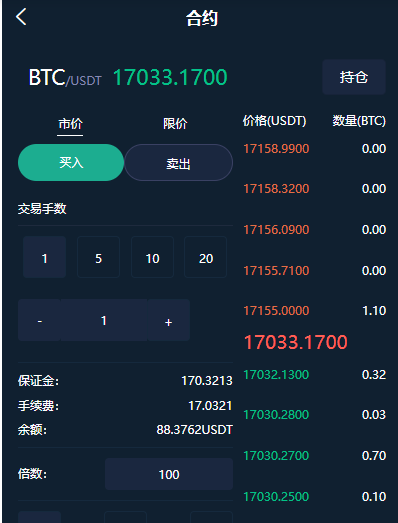 合约
BTC/USDT 17033.1700 持仓
市价 限价
买入 卖出
交易手数
1 5 10 20
- 1 +
保证金: 170.3213
手续费: 17.0321
余额: 88.3762USDT
倍数: 100
价格(USDT) 数量(BTC)
17158.9900 0.00
17158.3200 0.00
17156.0900 0.00
17155.7100 0.00
17155.0000 1.10
17033.1700
17032.1300 0.32
17030.2800 0.03
17030.2700 0.70
17030.2500 0.10